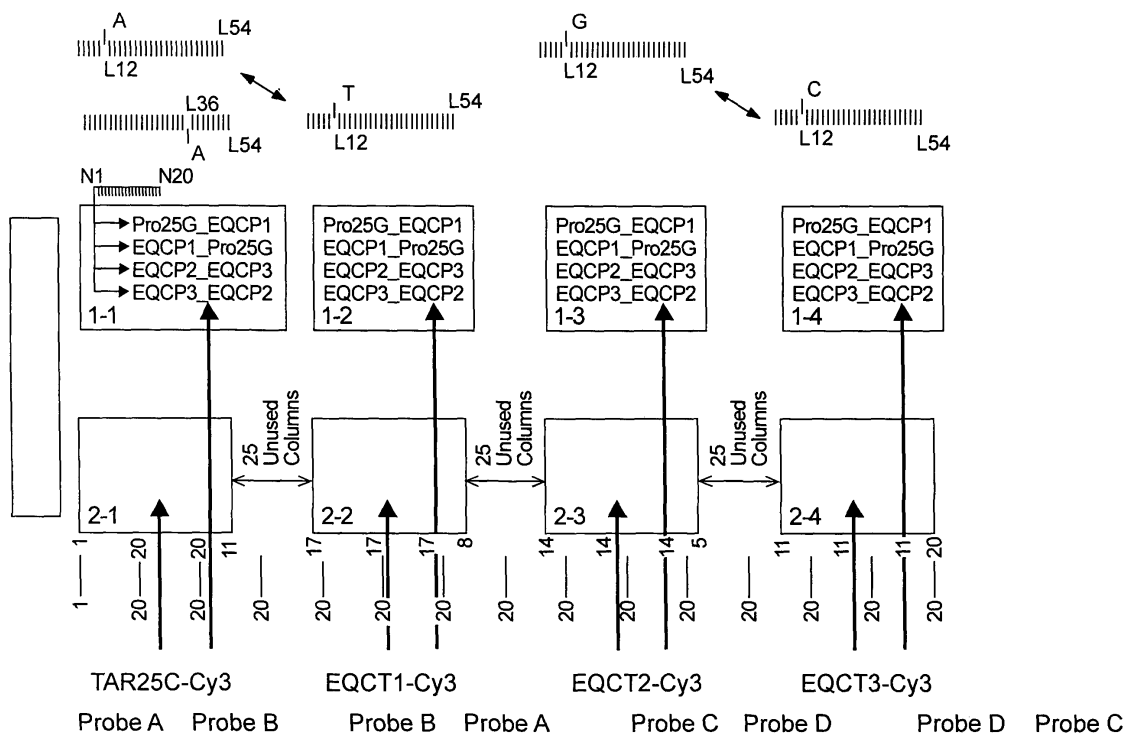 A L54
L12
G
L12 L54
L36
A L54
T L54
L12
C
L12 L54
N1 N20
Pro25G_EQCP1
EQCP1_Pro25G
EQCP2_EQCP3
EQCP3_EQCP2
1-1
Pro25G_EQCP1
EQCP1_Pro25G
EQCP2_EQCP3
EQCP3_EQCP2
1-2
Pro25G_EQCP1
EQCP1_Pro25G
EQCP2_EQCP3
EQCP3_EQCP2
1-3
Pro25G_EQCP1
EQCP1_Pro25G
EQCP2_EQCP3
EQCP3_EQCP2
1-4
25 Unused Columns
25 Unused Columns
25 Unused Columns
2-1 2-2 2-3 2-4
1 20 20 11 17 17 17 8 14 14 14 5 11 11 11 20
1 20 20 20 20 20 20 20 20 20 20 20 20 20 20
TAR25C-Cy3 EQCT1-Cy3 EQCT2-Cy3 EQCT3-Cy3
Probe A Probe B Probe B Probe A Probe C Probe D Probe D Probe C